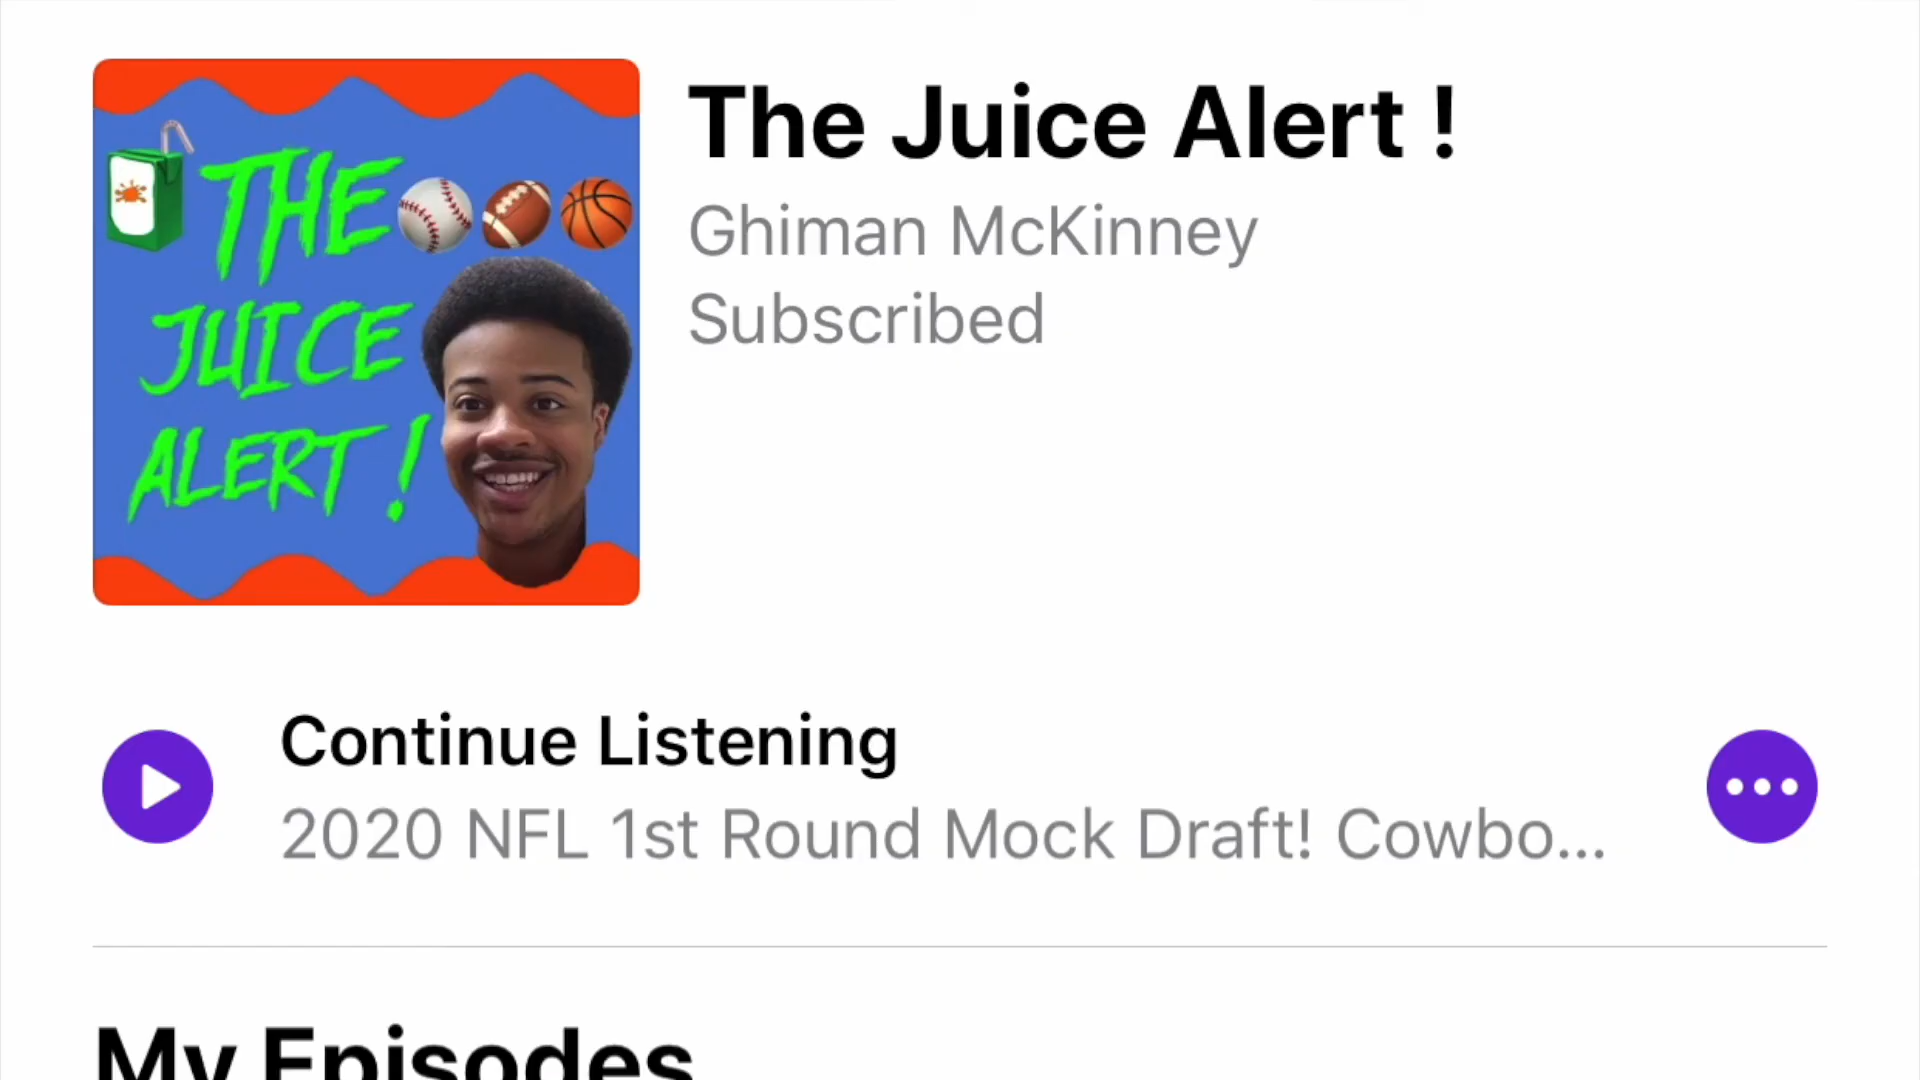 THE
JUICE
ALERT !
The Juice Alert !
Ghiman McKinney
Subscribed
Continue Listening
2020 NFL 1st Round Mock Draft! Cowbo...
My Episodes